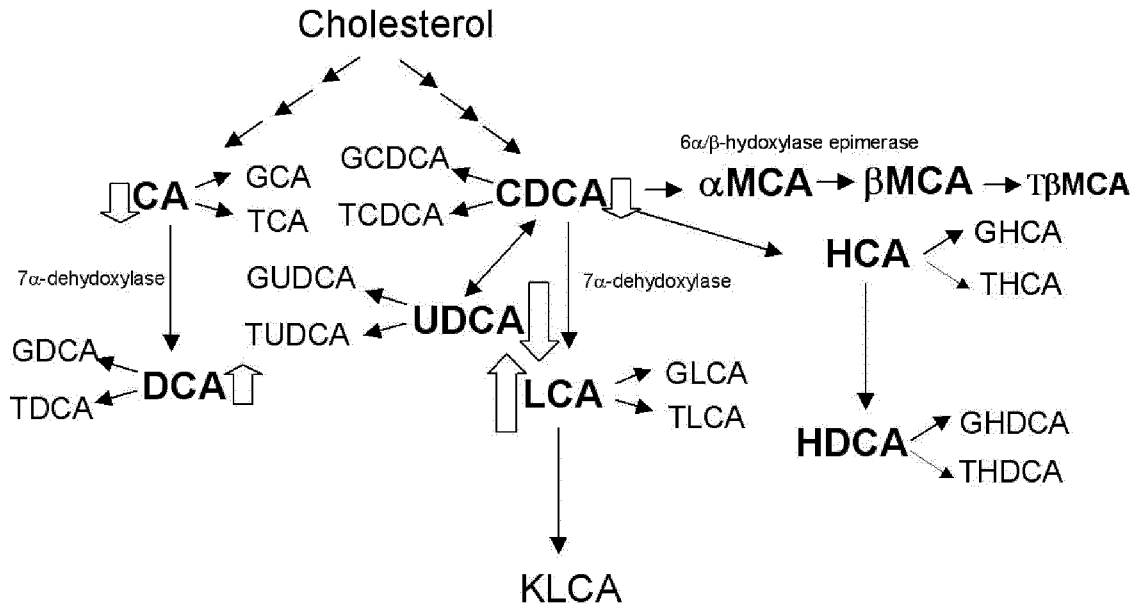 Cholesterol
6α/β-hydoxylase epimerase
GCDCA
GCA
CA
CDCA
αMCA
βMCA
TβMCA
TCA
TCDCA
GHCA
HCA
THCA
7α-dehydoxylase
GUDCA
7α-dehydoxylase
UDCA
TUDCA
GDCA
DCA
TDCA
GLCA
LCA
TLCA
GHDCA
HDCA
THDCA
KLCA